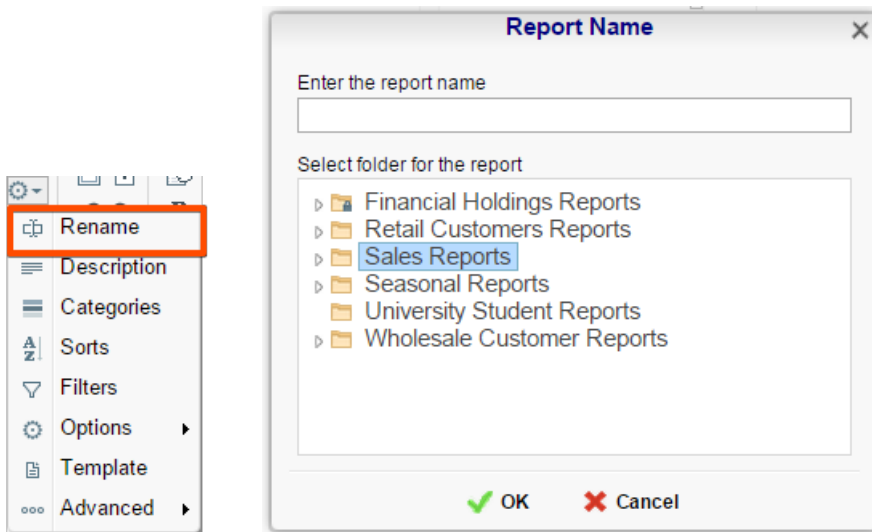 Report Name
Enter the report name
Select folder for the report
Financial Holdings Reports
Retail Customers Reports
Sales Reports
Seasonal Reports
University Student Reports
Wholesale Customer Reports
OK
Cancel
Rename
Description
Categories
Sorts
Filters
Options
Template
Advanced